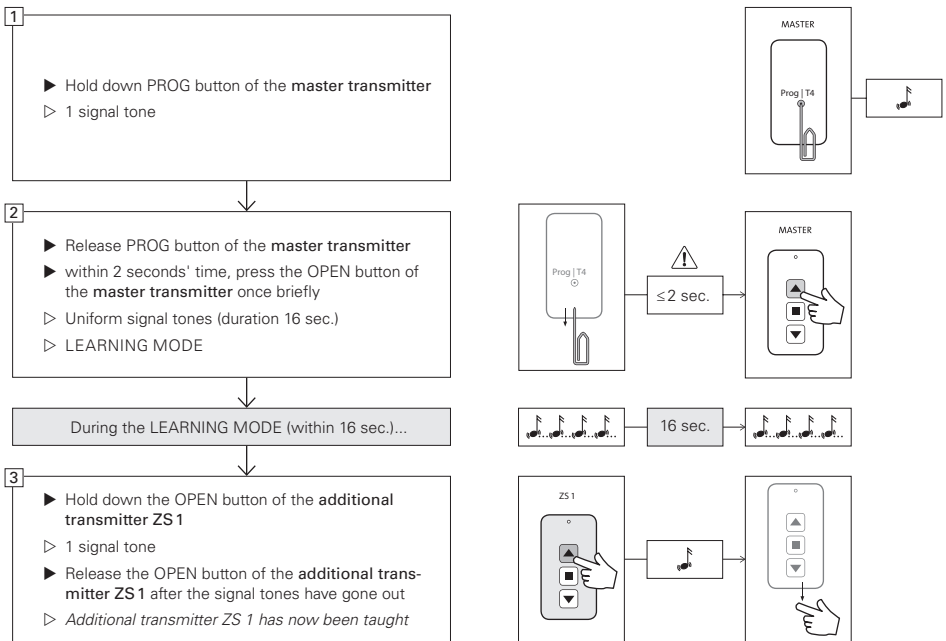 1
▶ Hold down PROG button of the master transmitter
▷ 1 signal tone
MASTER
Prog | T4
2
▶ Release PROG button of the master transmitter
▶ within 2 seconds' time, press the OPEN button of
the master transmitter once briefly
▷ Uniform signal tones (duration 16 sec.)
▷ LEARNING MODE
Prog | T4
≤2 sec.
MASTER
During the LEARNING MODE (within 16 sec.)...
16 sec.
3
▶ Hold down the OPEN button of the additional
transmitter ZS 1
▷ 1 signal tone
▶ Release the OPEN button of the additional trans-
mitter ZS 1 after the signal tones have gone out
▷ Additional transmitter ZS 1 has now been taught
ZS 1